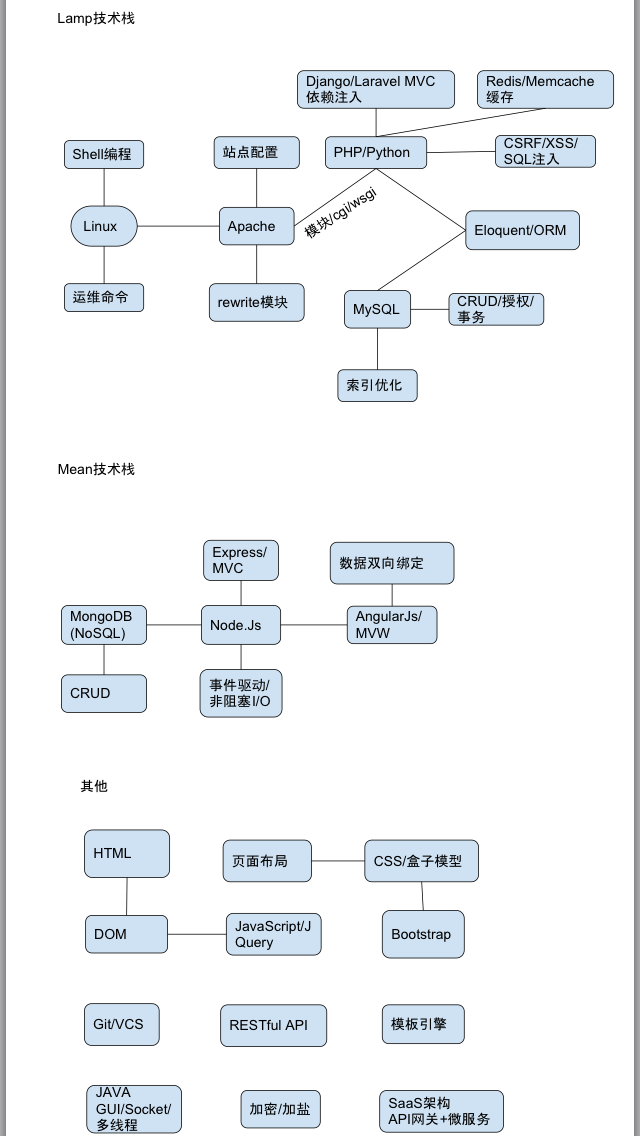 Lamp技术栈
Django/Laravel MVC
依赖注入
Redis/Memcache
缓存
Shell编程
站点配置
PHP/Python
CSRF/XSS/
SQL注入
Linux
Apache
模块/cgi/wsgi
Eloquent/ORM
运维命令
rewrite模块
MySQL
CRUD/授权/
事务
索引优化
Mean技术栈
Express/
MVC
数据双向绑定
MongoDB
(NoSQL)
Node.Js
AngularJs/
MVW
CRUD
事件驱动/
非阻塞I/O
其他
HTML
页面布局
CSS/盒子模型
DOM
JavaScript/J
Query
Bootstrap
Git/VCS
RESTful API
模板引擎
JAVA
GUI/Socket/
多线程
加密/加盐
SaaS架构
API网关+微服务